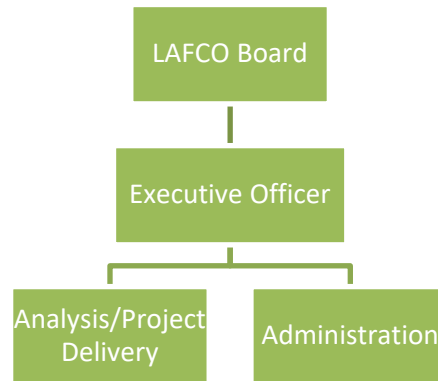 LAFCO Board
Executive Officer
Analysis/Project
Delivery
Administration